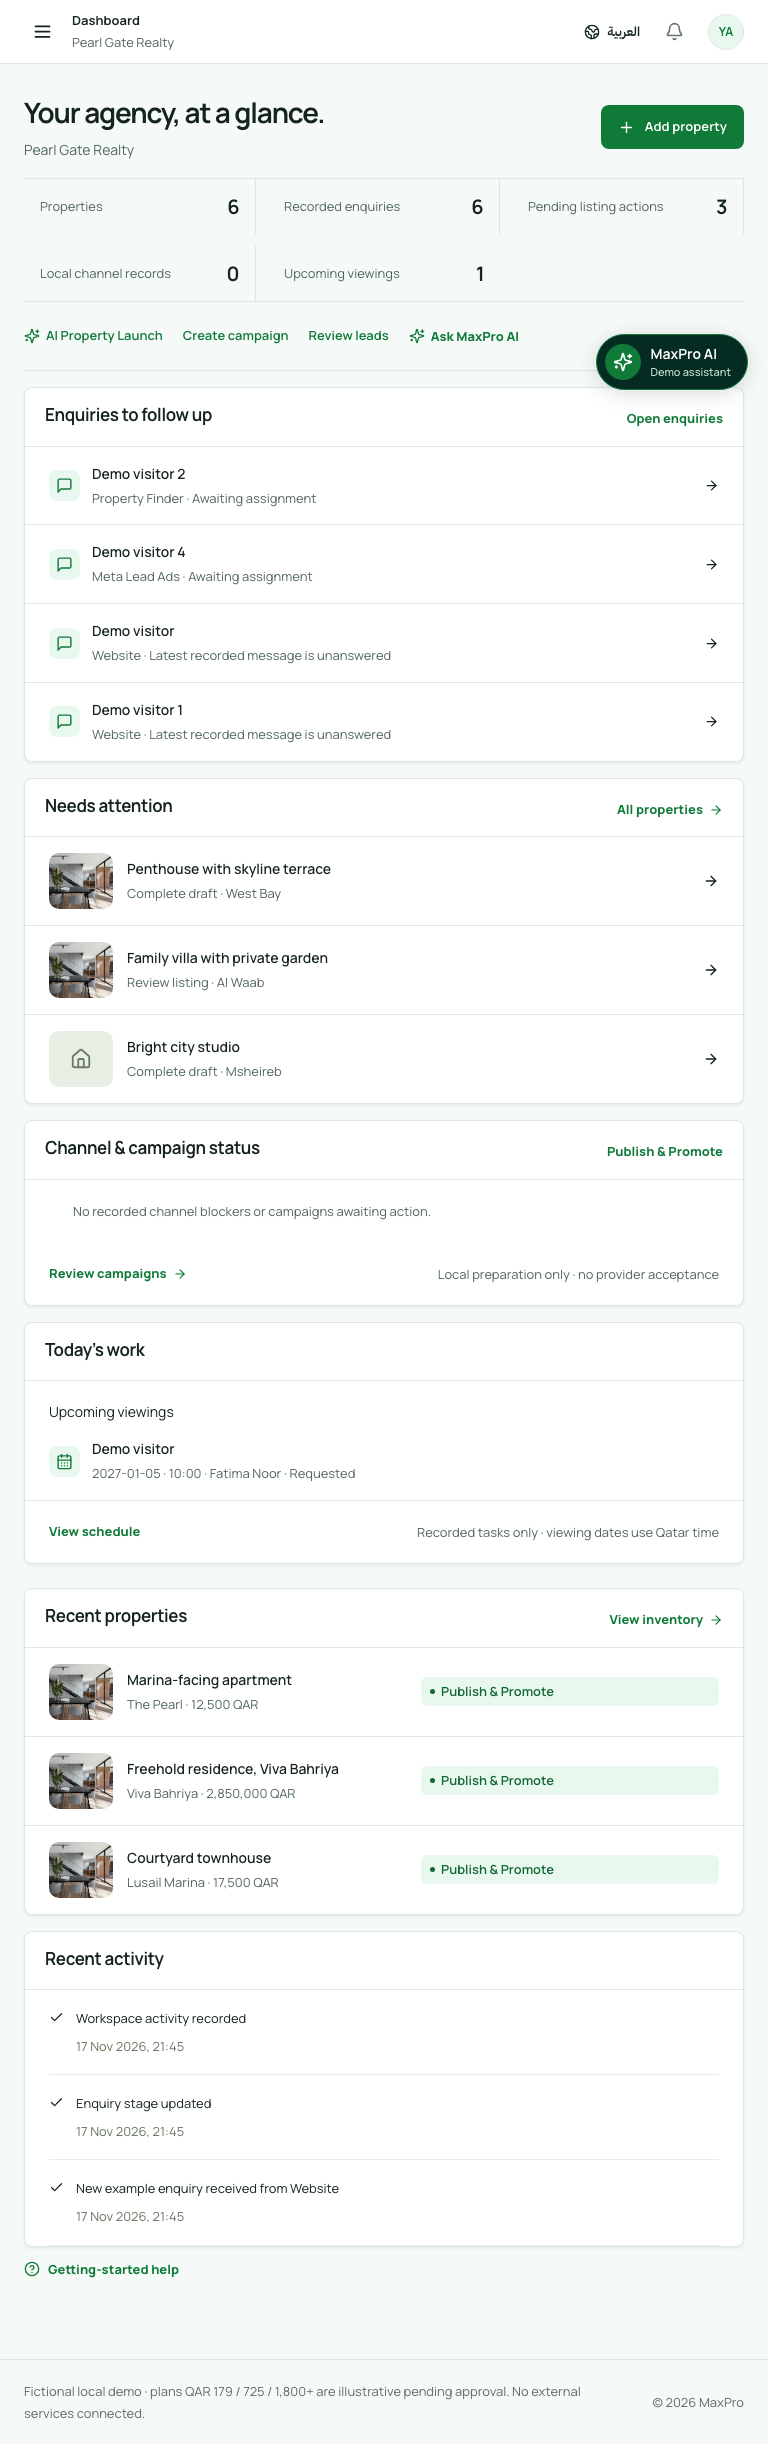 Dashboard
Pearl Gate Realty
العربية
YA
Your agency, at a glance.
Pearl Gate Realty
Add property
Properties 6
Recorded enquiries 6
Pending listing actions 3
Local channel records 0
Upcoming viewings 1
AI Property Launch
Create campaign
Review leads
Ask MaxPro AI
MaxPro AI
Demo assistant
Enquiries to follow up
Open enquiries
Demo visitor 2
Property Finder · Awaiting assignment
Demo visitor 4
Meta Lead Ads · Awaiting assignment
Demo visitor
Website · Latest recorded message is unanswered
Demo visitor 1
Website · Latest recorded message is unanswered
Needs attention
All properties
Penthouse with skyline terrace
Complete draft · West Bay
Family villa with private garden
Review listing · Al Waab
Bright city studio
Complete draft · Msheireb
Channel & campaign status
Publish & Promote
No recorded channel blockers or campaigns awaiting action.
Review campaigns
Local preparation only · no provider acceptance
Today's work
Upcoming viewings
Demo visitor
2027-01-05 · 10:00 · Fatima Noor · Requested
View schedule
Recorded tasks only · viewing dates use Qatar time
Recent properties
View inventory
Marina-facing apartment
The Pearl · 12,500 QAR
Publish & Promote
Freehold residence, Viva Bahriya
Viva Bahriya · 2,850,000 QAR
Publish & Promote
Courtyard townhouse
Lusail Marina · 17,500 QAR
Publish & Promote
Recent activity
Workspace activity recorded
17 Nov 2026, 21:45
Enquiry stage updated
17 Nov 2026, 21:45
New example enquiry received from Website
17 Nov 2026, 21:45
Getting-started help
Fictional local demo · plans QAR 179 / 725 / 1,800+ are illustrative pending approval. No external
services connected.
© 2026 MaxPro